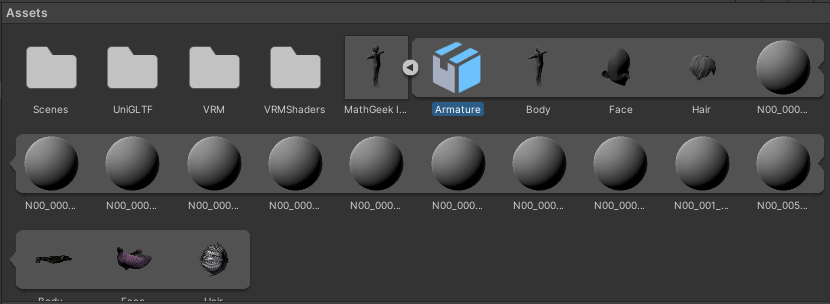 Assets
Scenes
UniGLTF
VRM
VRMShaders
MathGeek I...
Armature
Body
Face
Hair
N00_000...
N00_000...
N00_000...
N00_000...
N00_000...
N00_000...
N00_000...
N00_000...
N00_000...
N00_001_...
N00_005...
Body
Face
Hair